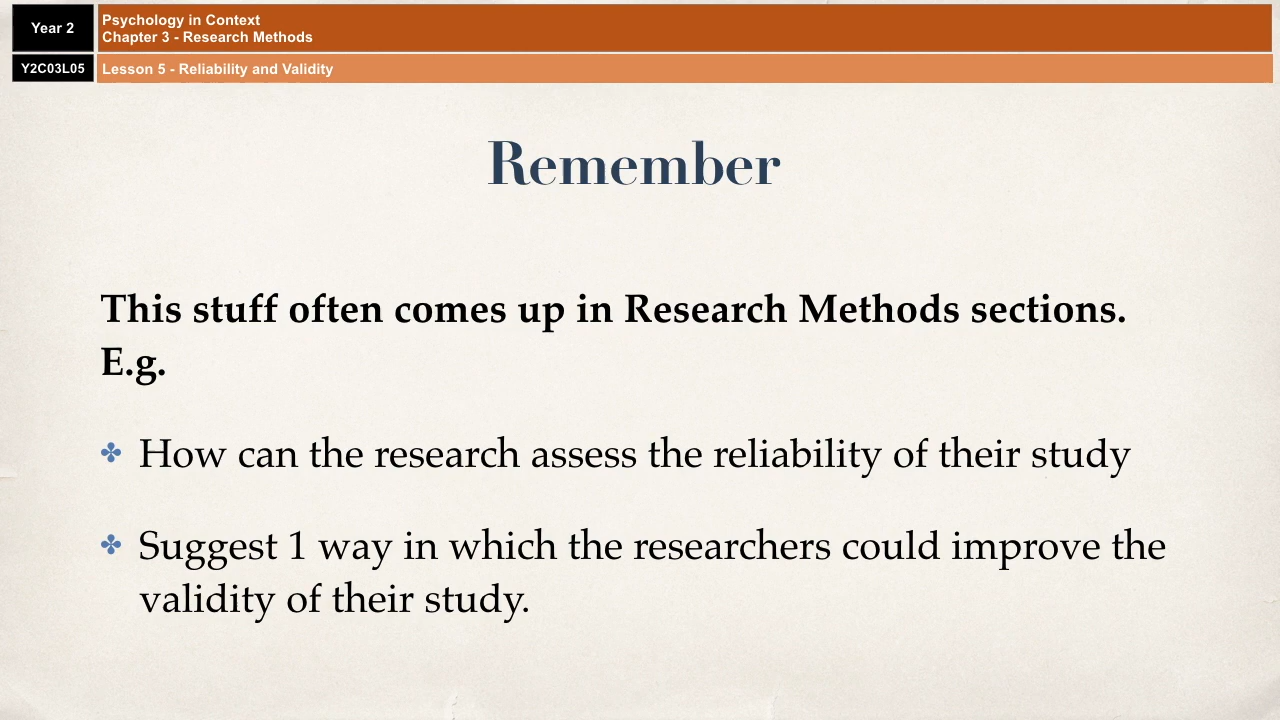 Year 2
Psychology in Context
Chapter 3 - Research Methods
Y2C03L05
Lesson 5 - Reliability and Validity
Remember
This stuff often comes up in Research Methods sections.
E.g.
How can the research assess the reliability of their study
Suggest 1 way in which the researchers could improve the
validity of their study.